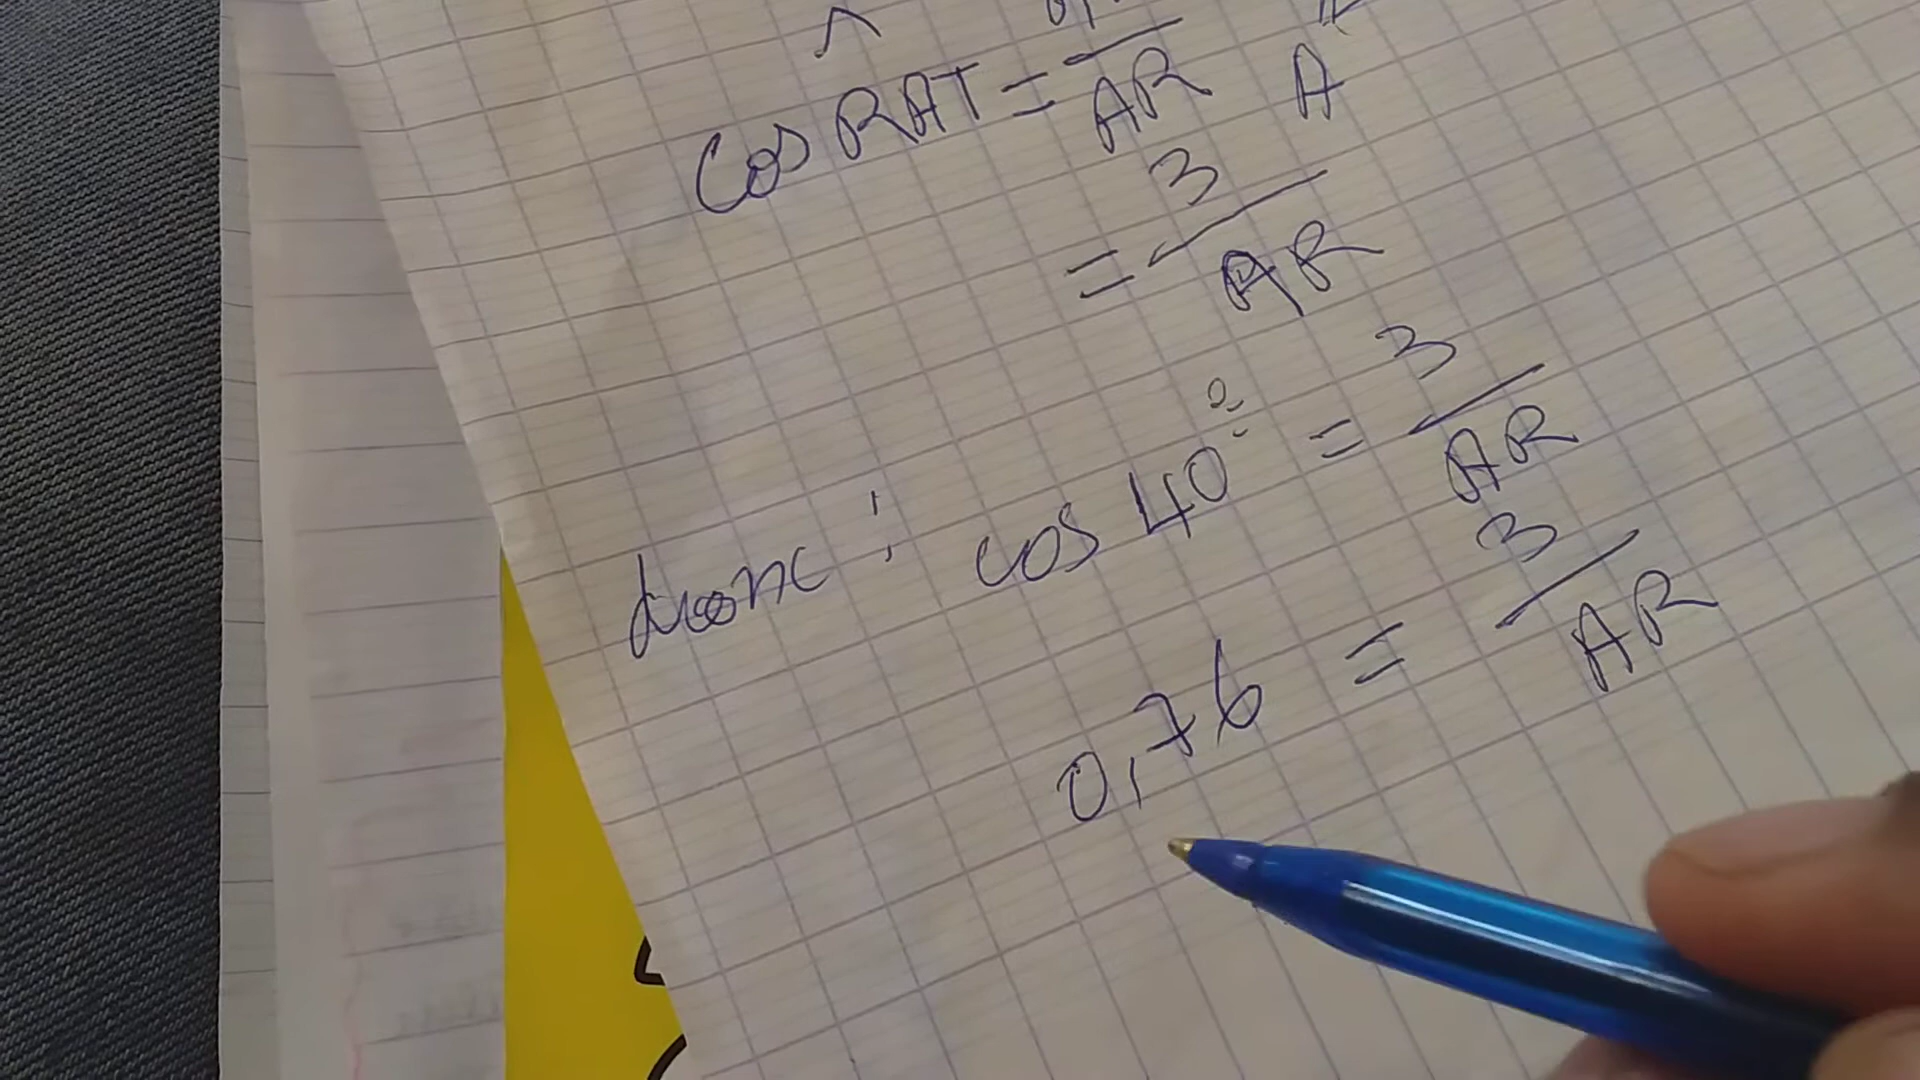 cos RAT = / AR A
= 3 / AR
donc : cos 40° = 3 / AR
0,76 = 3 / AR